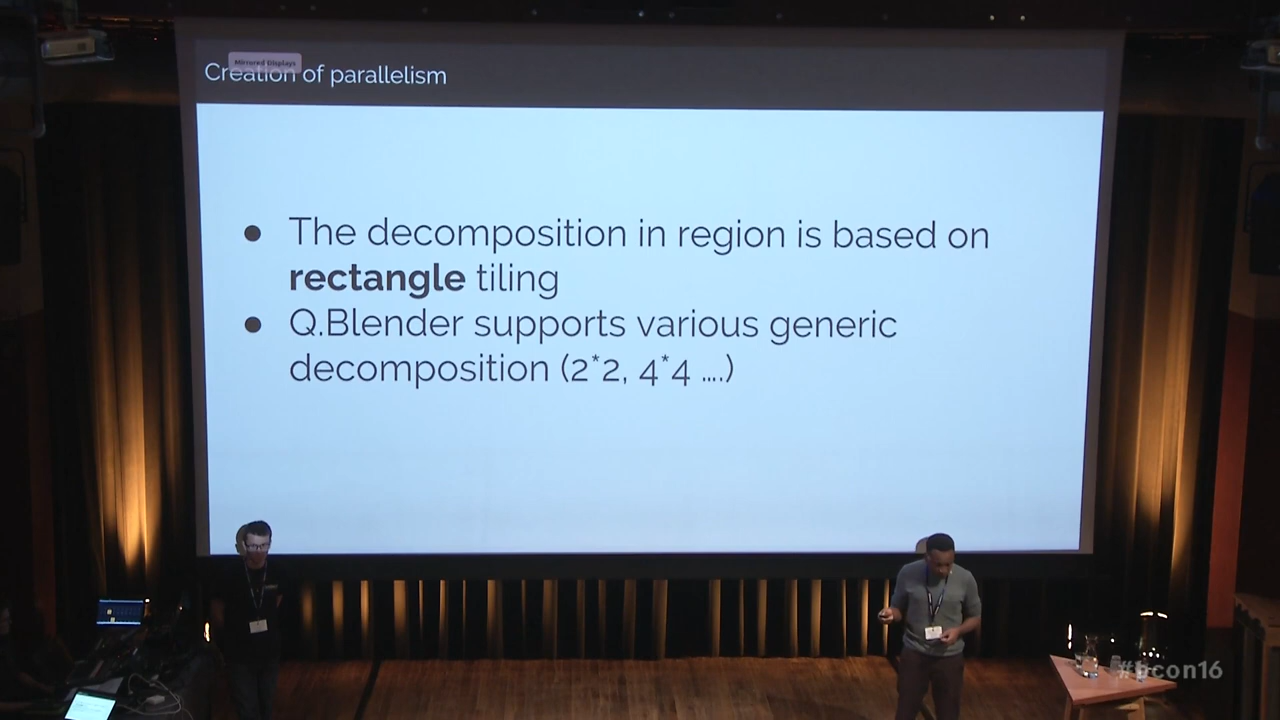 Mirrored Displays
Creation of parallelism
● The decomposition in region is based on
rectangle tiling
● Q.Blender supports various generic
decomposition (2*2, 4*4 ....)
#bcon16